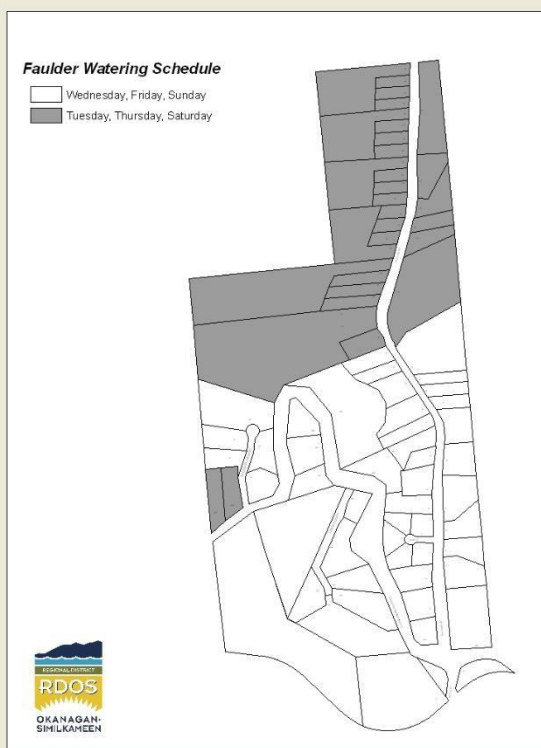 Faulder Watering Schedule
Wednesday, Friday, Sunday
Tuesday, Thursday, Saturday
REGIONAL DISTRICT
RDOS
OKANAGAN-
SIMILKAMEEN